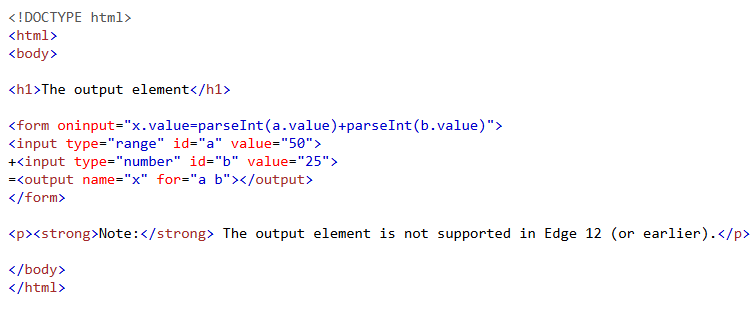 <!DOCTYPE html>
<html>
<body>
<h1>The output element</h1>
<form oninput="x.value=parseInt(a.value)+parseInt(b.value)">
<input type="range" id="a" value="50">
+<input type="number" id="b" value="25">
=<output name="x" for="a b"></output>
</form>
<p><strong>Note:</strong> The output element is not supported in Edge 12 (or earlier).</p>
</body>
</html>